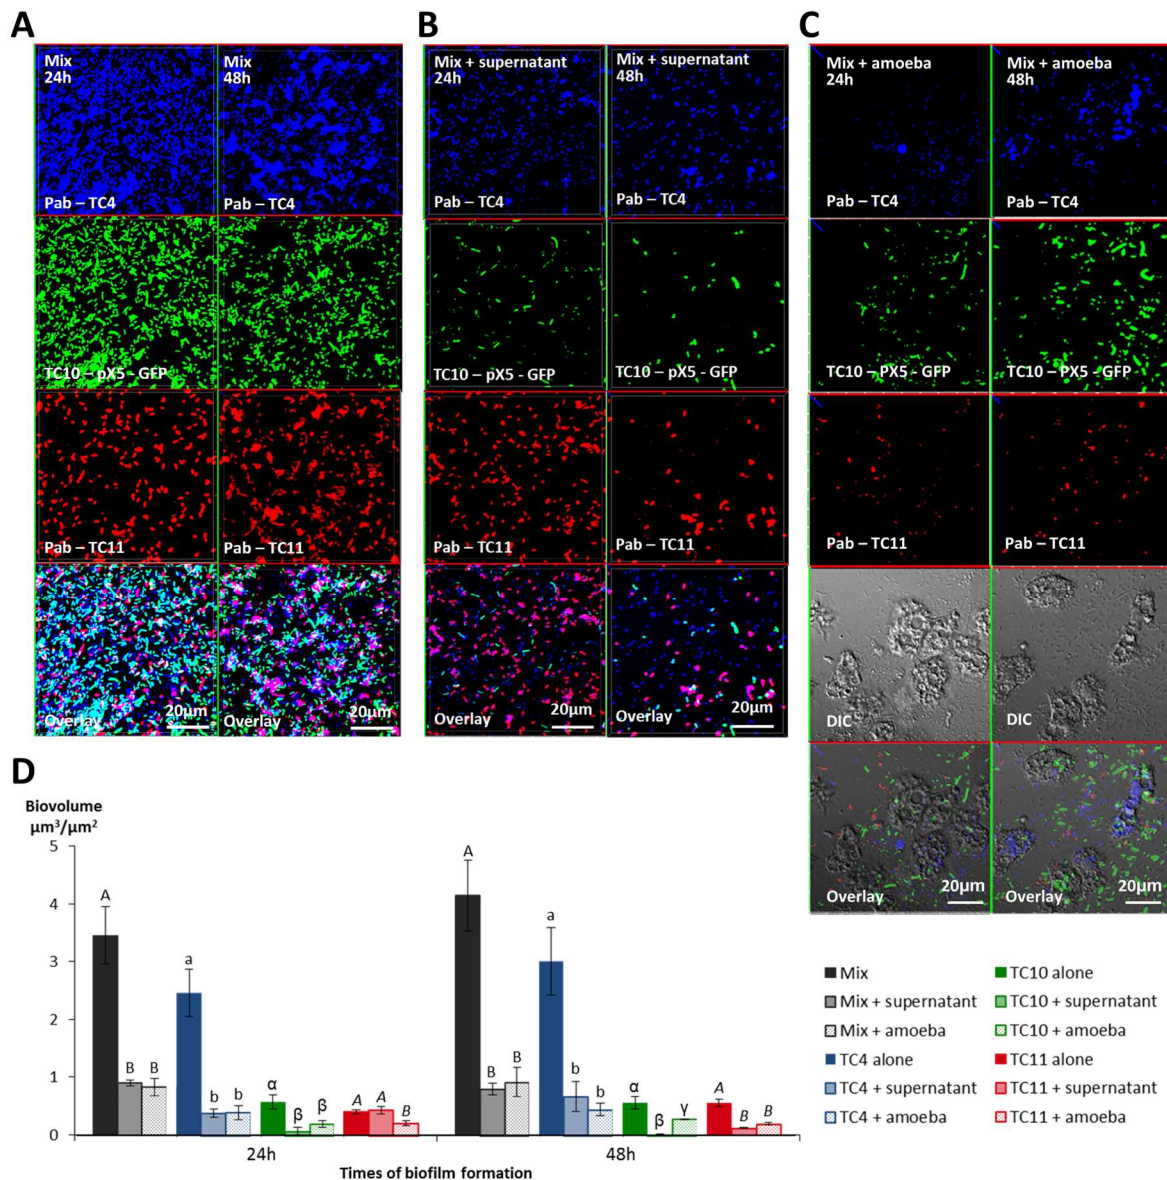 A
B
C
Mix
24h
Mix
48h
Pab – TC4
Pab – TC4
TC10 – pX5 - GFP
Pab – TC11
Pab – TC11
Overlay
20µm
Overlay
20µm
Mix + supernatant
24h
Mix + supernatant
48h
Pab – TC4
Pab – TC4
TC10 – pX5 - GFP
TC10 – pX5 - GFP
Pab – TC11
Pab – TC11
Overlay
20µm
Overlay
20µm
Mix + amoeba
24h
Mix + amoeba
48h
Pab – TC4
Pab – TC4
TC10 – PX5 - GFP
TC10 – PX5 - GFP
Pab – TC11
Pab – TC11
DIC
DIC
Overlay
20µm
Overlay
20µm
D
Biovolume
µm³/µm²
5
4
3
2
1
0
A
B
B
a
b
b
α
β
β
A
A
B
A
B
B
a
b
b
α
β
γ
A
B
B
24h
48h
Times of biofilm formation
Mix
Mix + supernatant
Mix + amoeba
TC4 alone
TC4 + supernatant
TC4 + amoeba
TC10 alone
TC10 + supernatant
TC10 + amoeba
TC11 alone
TC11 + supernatant
TC11 + amoeba